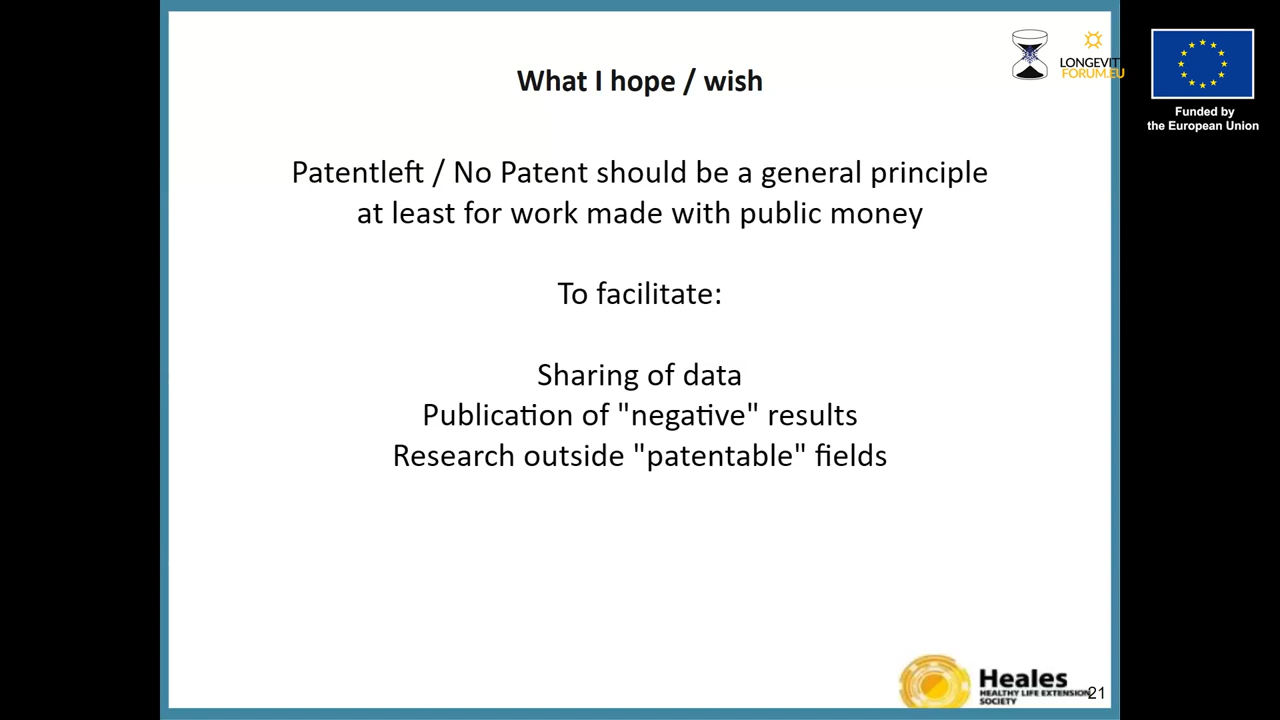 What I hope / wish
Patentleft / No Patent should be a general principle
at least for work made with public money
To facilitate:
Sharing of data
Publication of "negative" results
Research outside "patentable" fields
LONGEVIT
FORUM.EU
Funded by
the European Union
Heales
HEALTHY LIFE EXTENSION
SOCIETY
21